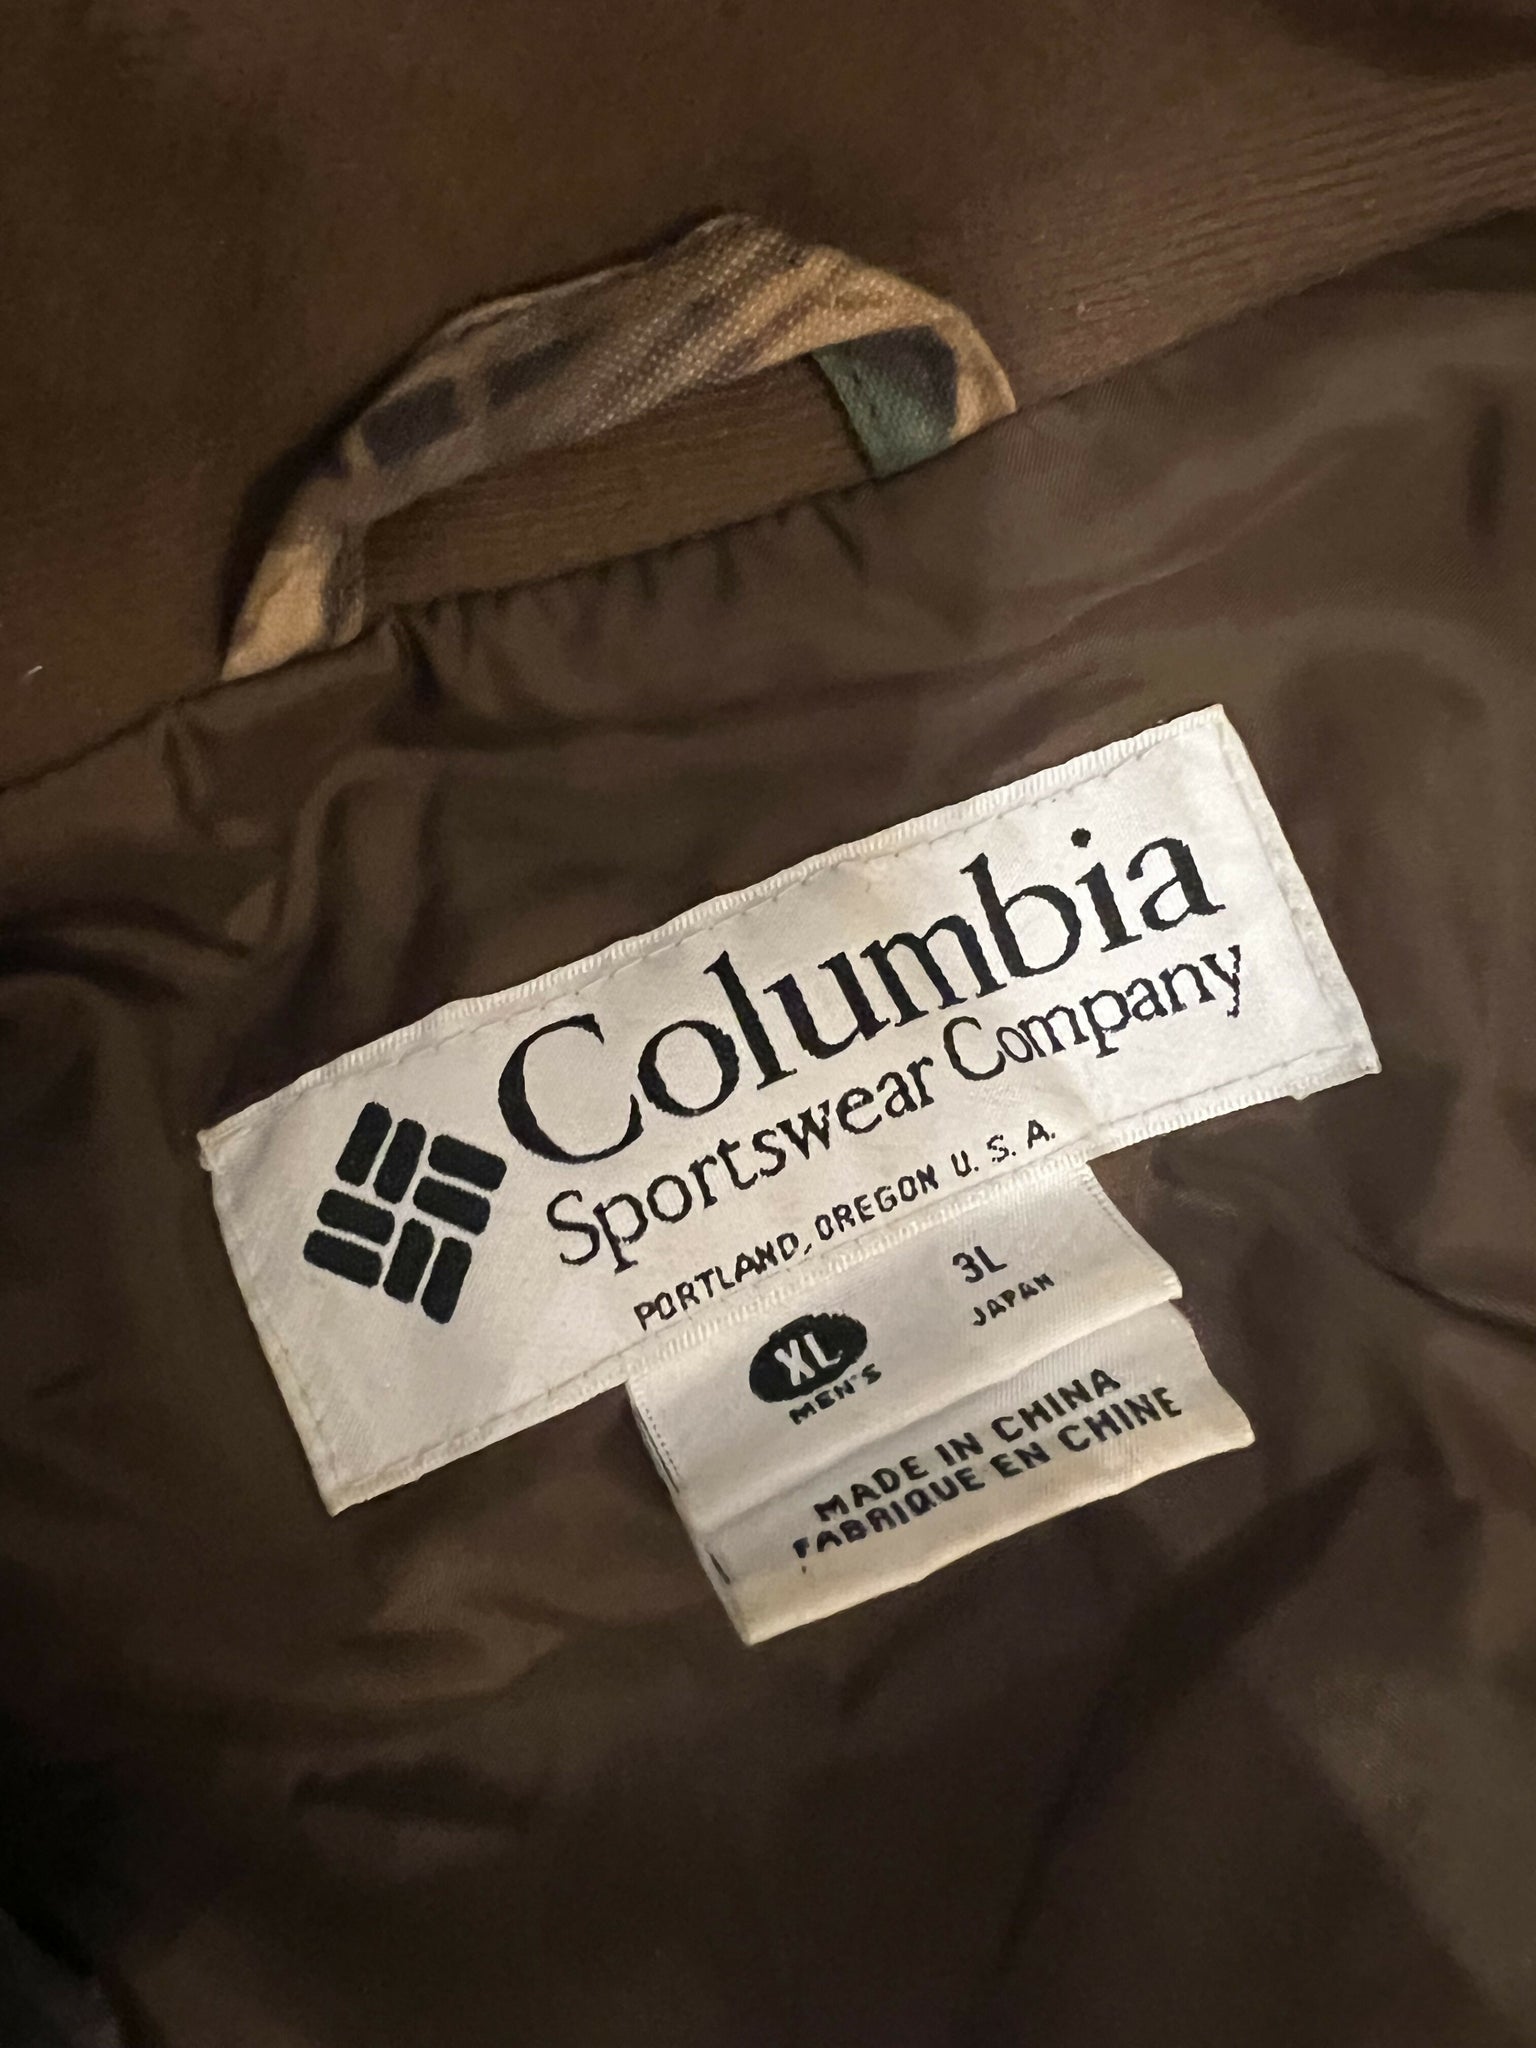 Columbia
Sportswear Company
PORTLAND, OREGON U.S.A.
XL
MEN'S
3L
JAPAN
MADE IN CHINA
FABRIQUE EN CHINE